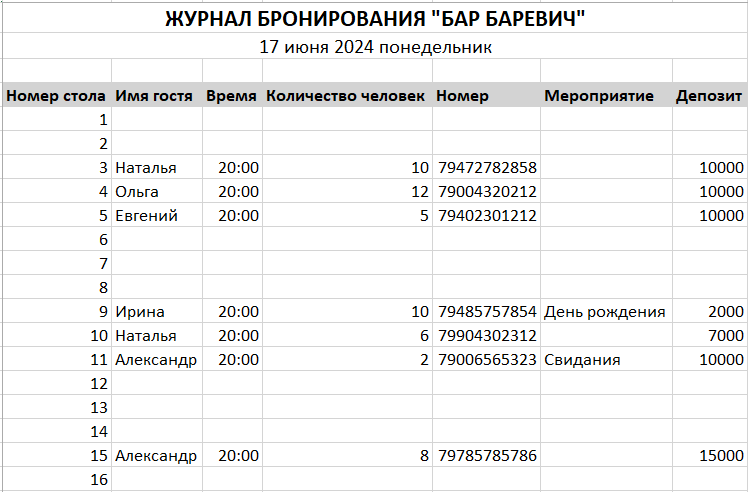 ЖУРНАЛ БРОНИРОВАНИЯ "БАР БАРЕВИЧ"
17 июня 2024 понедельник
Номер стола Имя гостя Время Количество человек Номер Мероприятие Депозит
1
2
3 Наталья 20:00 10 79472782858 10000
4 Ольга 20:00 12 79004320212 10000
5 Евгений 20:00 5 79402301212 10000
6
7
8
9 Ирина 20:00 10 79485757854 День рождения 2000
10 Наталья 20:00 6 79904302312 7000
11 Александр 20:00 2 79006565323 Свидания 10000
12
13
14
15 Александр 20:00 8 79785785786 15000
16